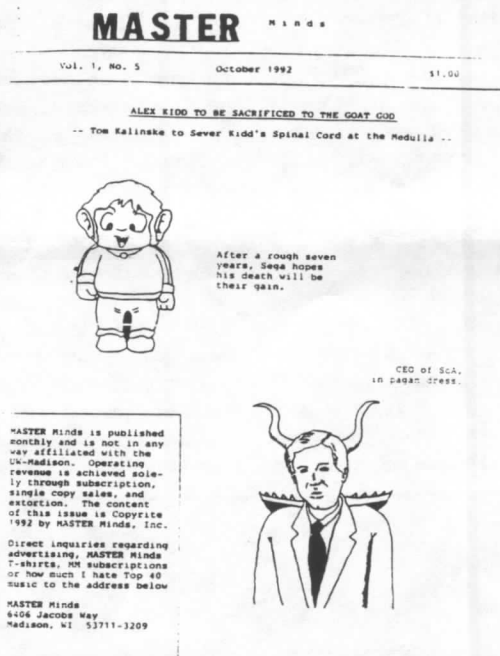 MASTER Minds
Vol. 1, No. 5 October 1992 $1.00
ALEX KIDD TO BE SACRIFICED TO THE GOAT GOD
-- Tom Kalinske to Sever Kidd's Spinal Cord at the Medulla --
After a rough seven
years, Sega hopes
his death will be
their gain.
CEO of SoA,
in pagan dress.
MASTER Minds is published
monthly and is not in any
way affiliated with the
UW-Madison. Operating
revenue is achieved sole-
ly through subscription,
single copy sales, and
extortion. The content
of this issue is Copyrite
1992 by MASTER Minds, Inc.
Direct inquiries regarding
advertising, MASTER Minds
T-shirts, MM subscriptions
or how much I hate Top 40
music to the address below
MASTER Minds
6406 Jacobs Way
Madison, WI 53711-3209